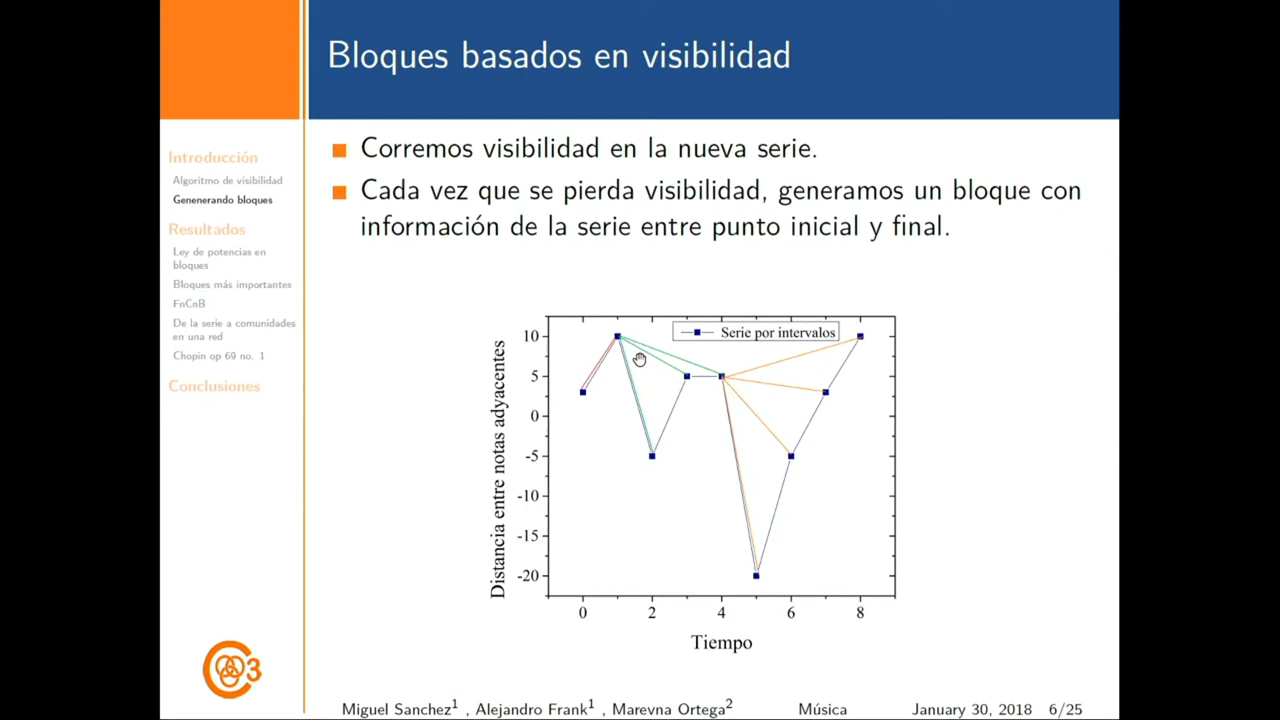 Bloques basados en visibilidad
Introducción
Algoritmo de visibilidad
Genenerando bloques
Resultados
Ley de potencias en
bloques
Bloques más importantes
FnCnB
De la serie a comunidades
en una red
Chopin op 69 no. 1
Conclusiones
Corremos visibilidad en la nueva serie.
Cada vez que se pierda visibilidad, generamos un bloque con
información de la serie entre punto inicial y final.
Serie por intervalos
10
5
0
-5
-10
-15
-20
Distancia entre notas adyacentes
0 2 4 6 8
Tiempo
3
Miguel Sanchez1 , Alejandro Frank1 , Marevna Ortega2 Música January 30, 2018 6/25